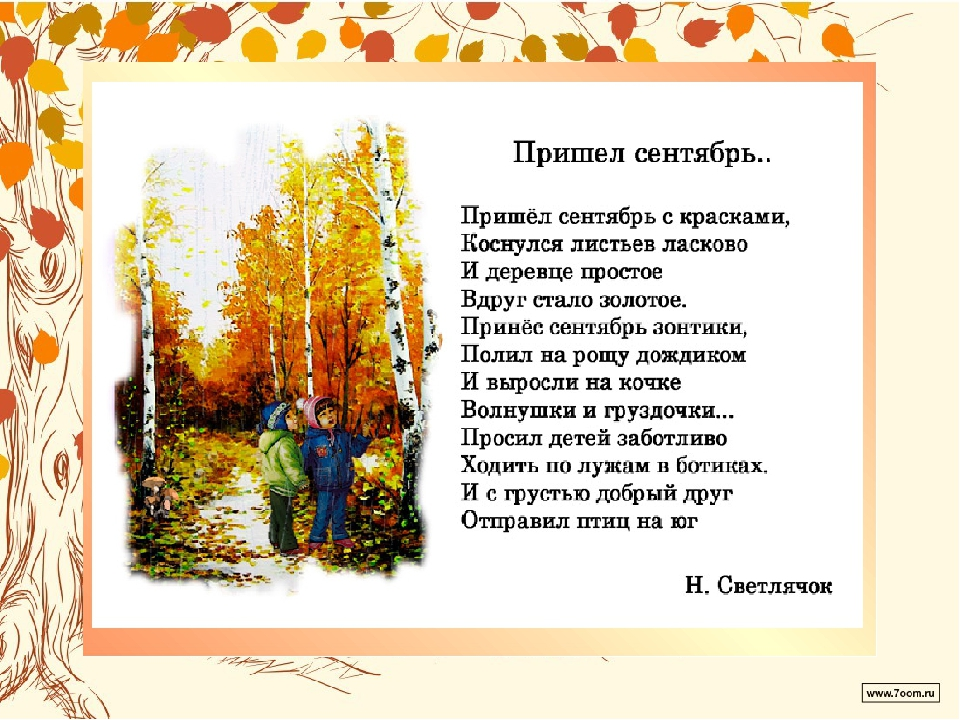 Пришел сентябрь..
Пришёл сентябрь с красками,
Коснулся листьев ласково
И деревце простое
Вдруг стало золотое.
Принёс сентябрь зонтики,
Полил на рощу дождиком
И выросли на кочке
Волнушки и груздочки...
Просил детей заботливо
Ходить по лужам в ботиках.
И с грустью добрый друг
Отправил птиц на юг
Н. Светлячок
www.7oom.ru